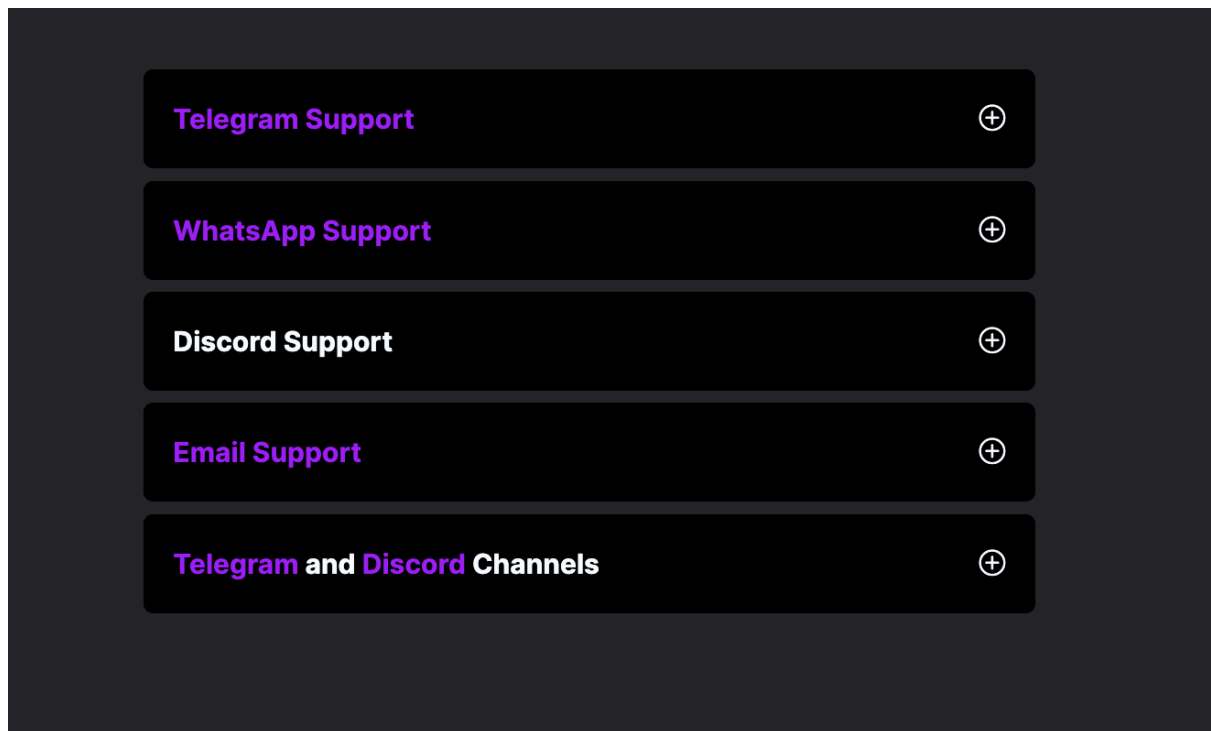 Telegram Support
WhatsApp Support
Discord Support
Email Support
Telegram and Discord Channels